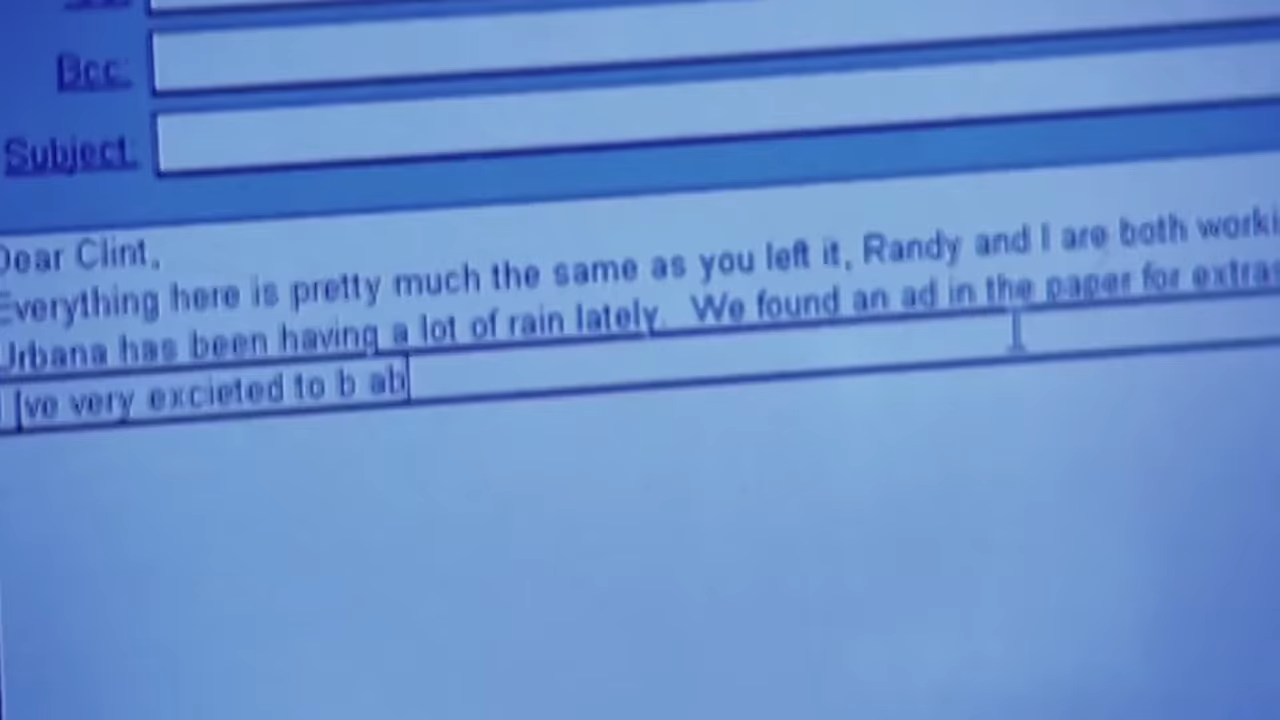 Bcc:
Subject:
Dear Clint,
Everything here is pretty much the same as you left it, Randy and I are both worki
Urbana has been having a lot of rain lately. We found an ad in the paper for extras
I [ve very excieted to b ab